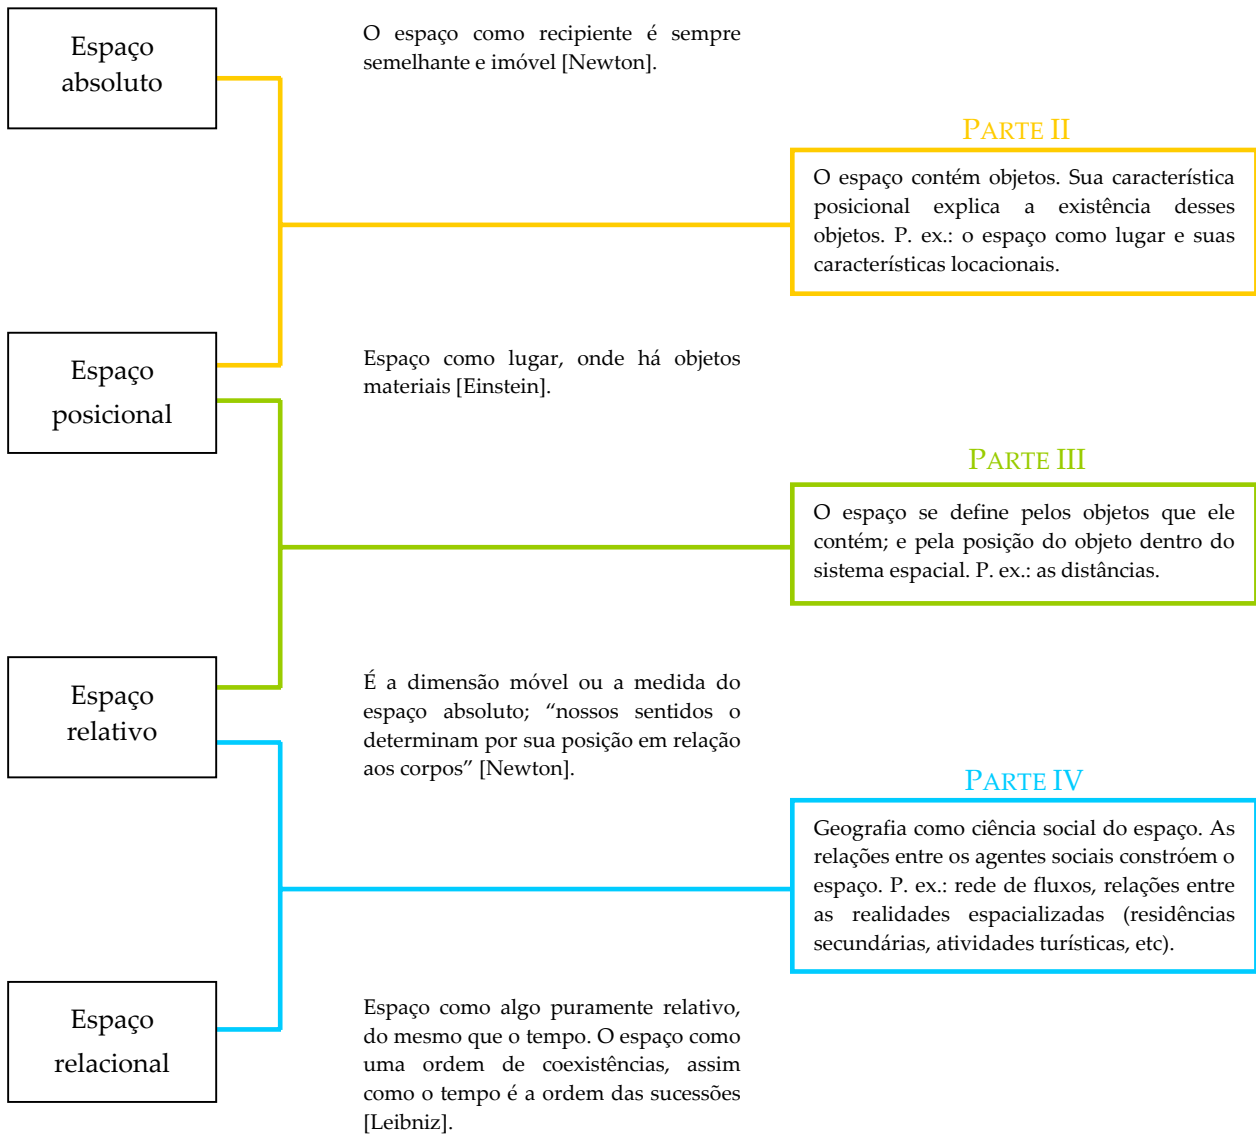 Espaço
absoluto
O espaço como recipiente é sempre
semelhante e imóvel [Newton].
PARTE II
O espaço contém objetos. Sua característica
posicional explica a existência desses
objetos. P. ex.: o espaço como lugar e suas
características locacionais.
Espaço
posicional
Espaço como lugar, onde há objetos
materiais [Einstein].
PARTE III
O espaço se define pelos objetos que ele
contém; e pela posição do objeto dentro do
sistema espacial. P. ex.: as distâncias.
Espaço
relativo
É a dimensão móvel ou a medida do
espaço absoluto; “nossos sentidos o
determinam por sua posição em relação
aos corpos” [Newton].
PARTE IV
Geografia como ciência social do espaço. As
relações entre os agentes sociais constróem o
espaço. P. ex.: rede de fluxos, relações entre
as realidades espacializadas (residências
secundárias, atividades turísticas, etc).
Espaço
relacional
Espaço como algo puramente relativo,
do mesmo que o tempo. O espaço como
uma ordem de coexistências, assim
como o tempo é a ordem das sucessões
[Leibniz].